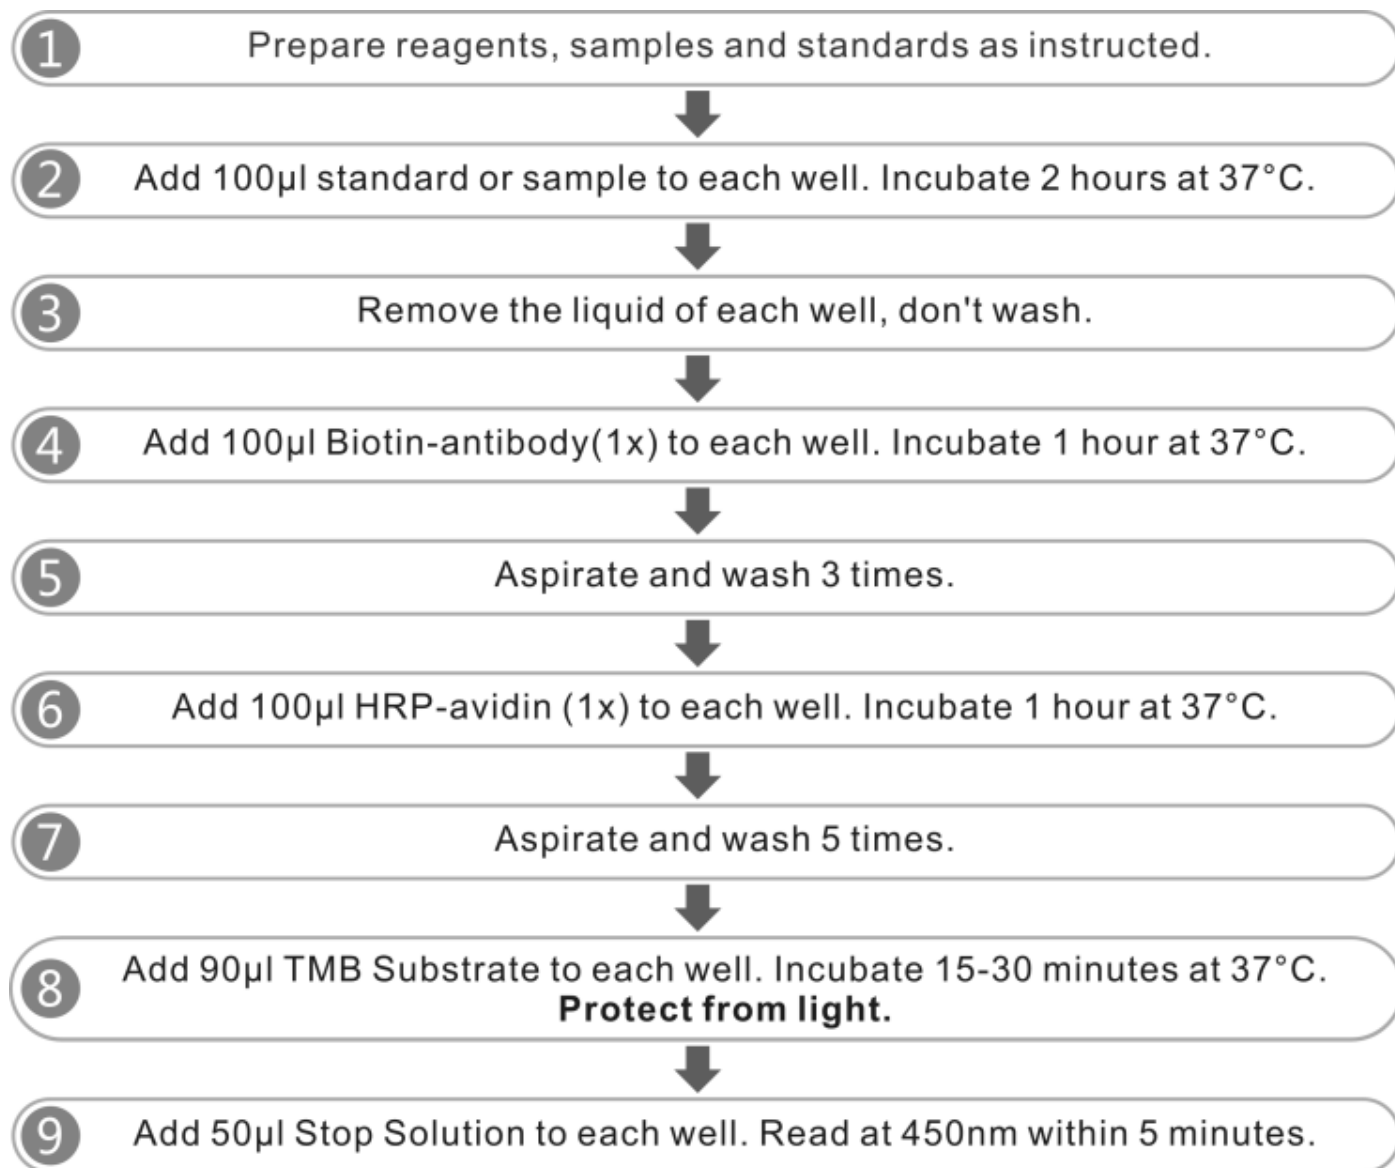 1 Prepare reagents, samples and standards as instructed.
2 Add 100µl standard or sample to each well. Incubate 2 hours at 37°C.
3 Remove the liquid of each well, don't wash.
4 Add 100µl Biotin-antibody(1x) to each well. Incubate 1 hour at 37°C.
5 Aspirate and wash 3 times.
6 Add 100µl HRP-avidin (1x) to each well. Incubate 1 hour at 37°C.
7 Aspirate and wash 5 times.
8 Add 90µl TMB Substrate to each well. Incubate 15-30 minutes at 37°C.
Protect from light.
9 Add 50µl Stop Solution to each well. Read at 450nm within 5 minutes.